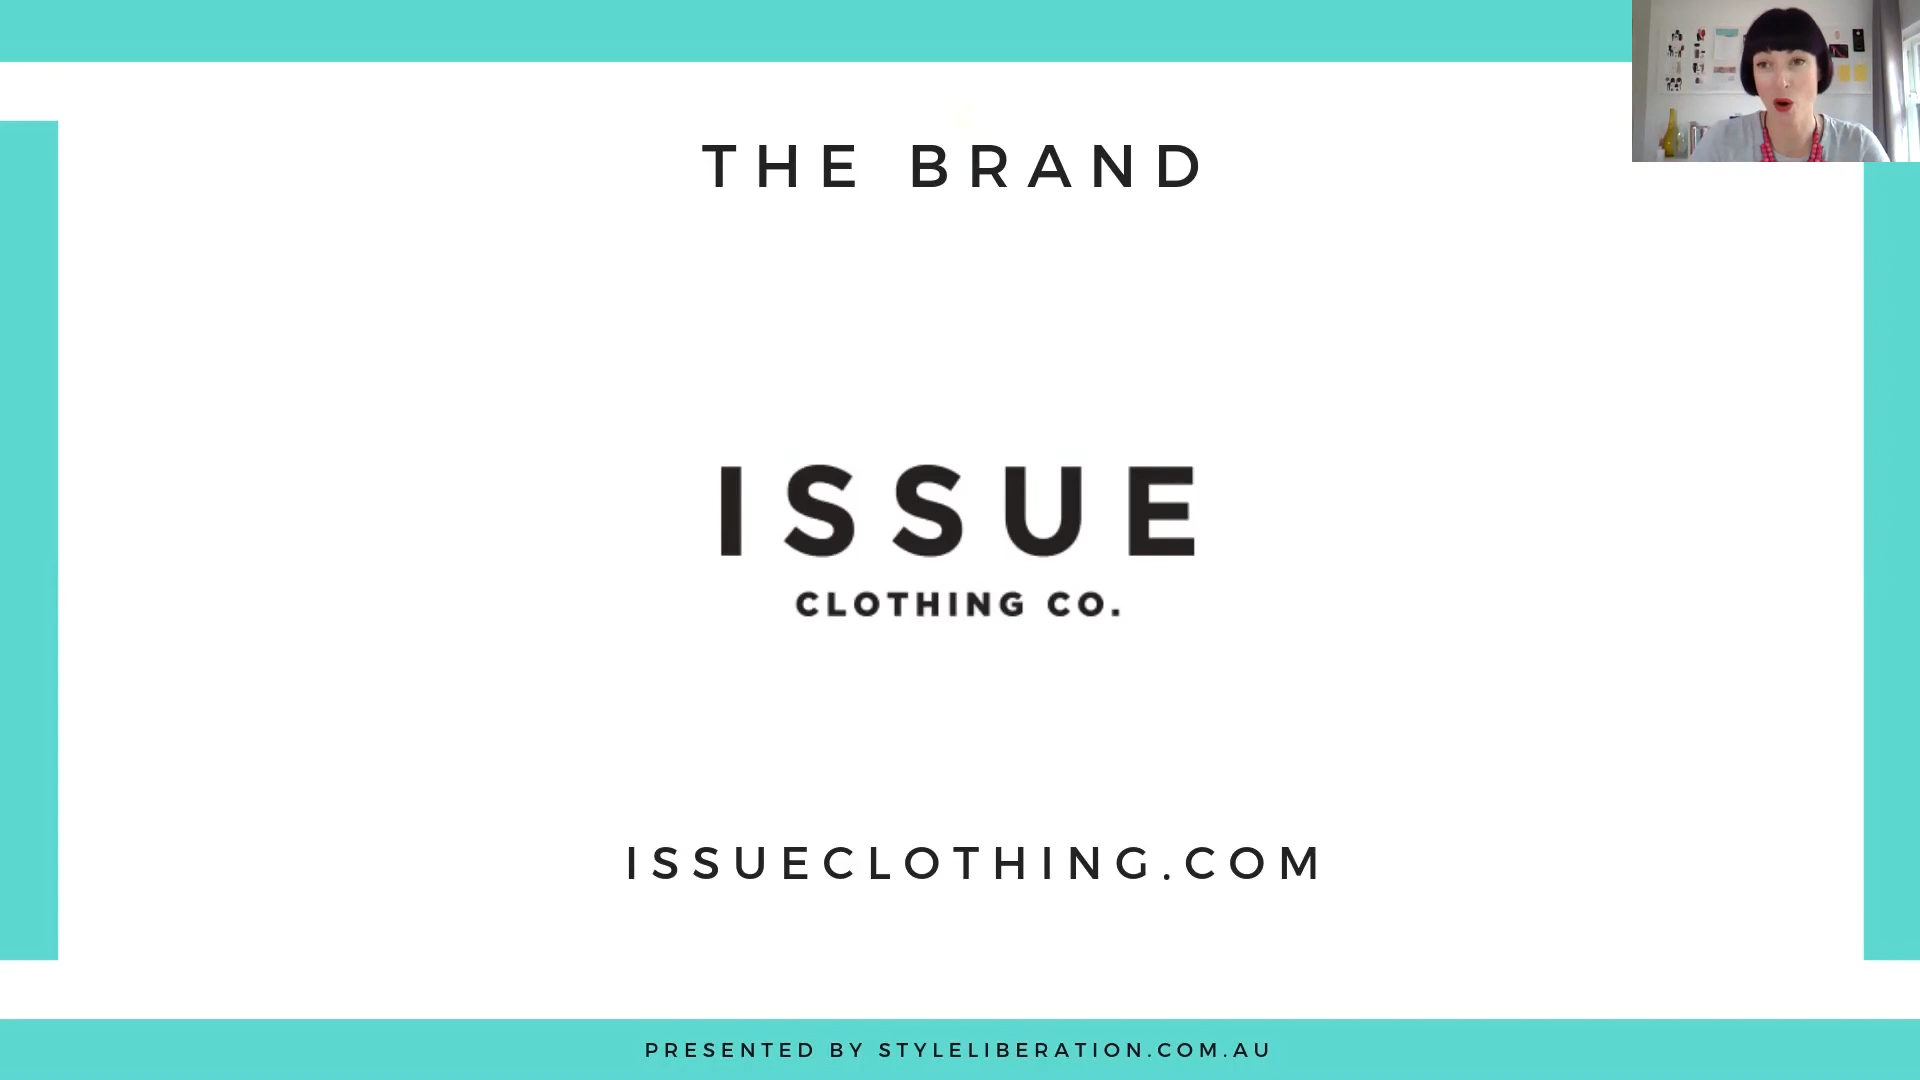 THE BRAND
ISSUE
CLOTHING CO.
ISSUECLOTHING.COM
PRESENTED BY STYLELIBERATION.COM.AU